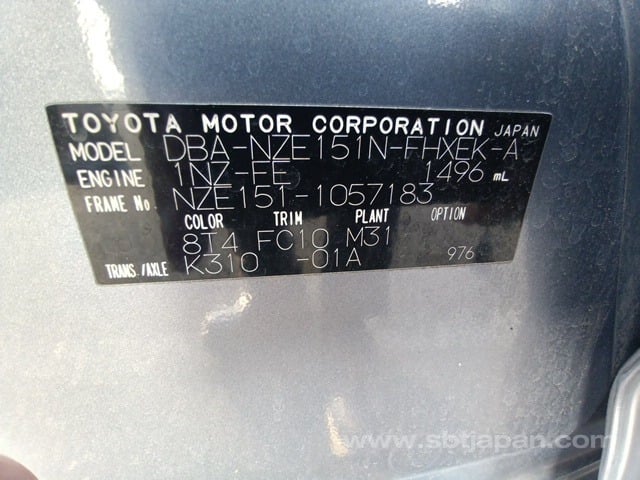 TOYOTA MOTOR CORPORATION JAPAN
MODEL DBA-NZE151N-FHXEK-A
ENGINE 1NZ-FE 1496 mL
FRAME No. NZE151-1057183
COLOR TRIM PLANT OPTION
8T4 FC10 M31
TRANS./AXLE K310 -01A 976
www.sbtjapan.com